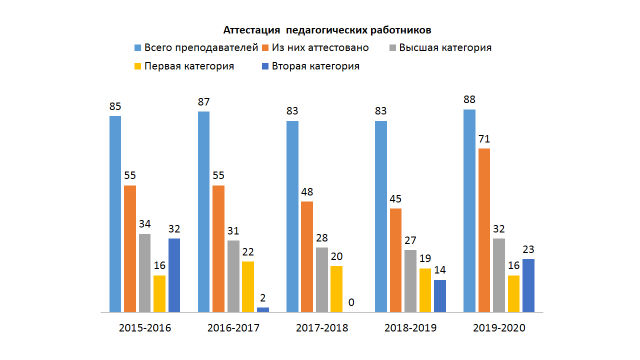 Аттестация педагогических работников
Всего преподавателей Из них аттестовано Высшая категория
Первая категория Вторая категория
85 55 34 16 32
87 55 31 22 2
83 48 28 20 0
83 45 27 19 14
88 71 32 16 23
2015-2016 2016-2017 2017-2018 2018-2019 2019-2020